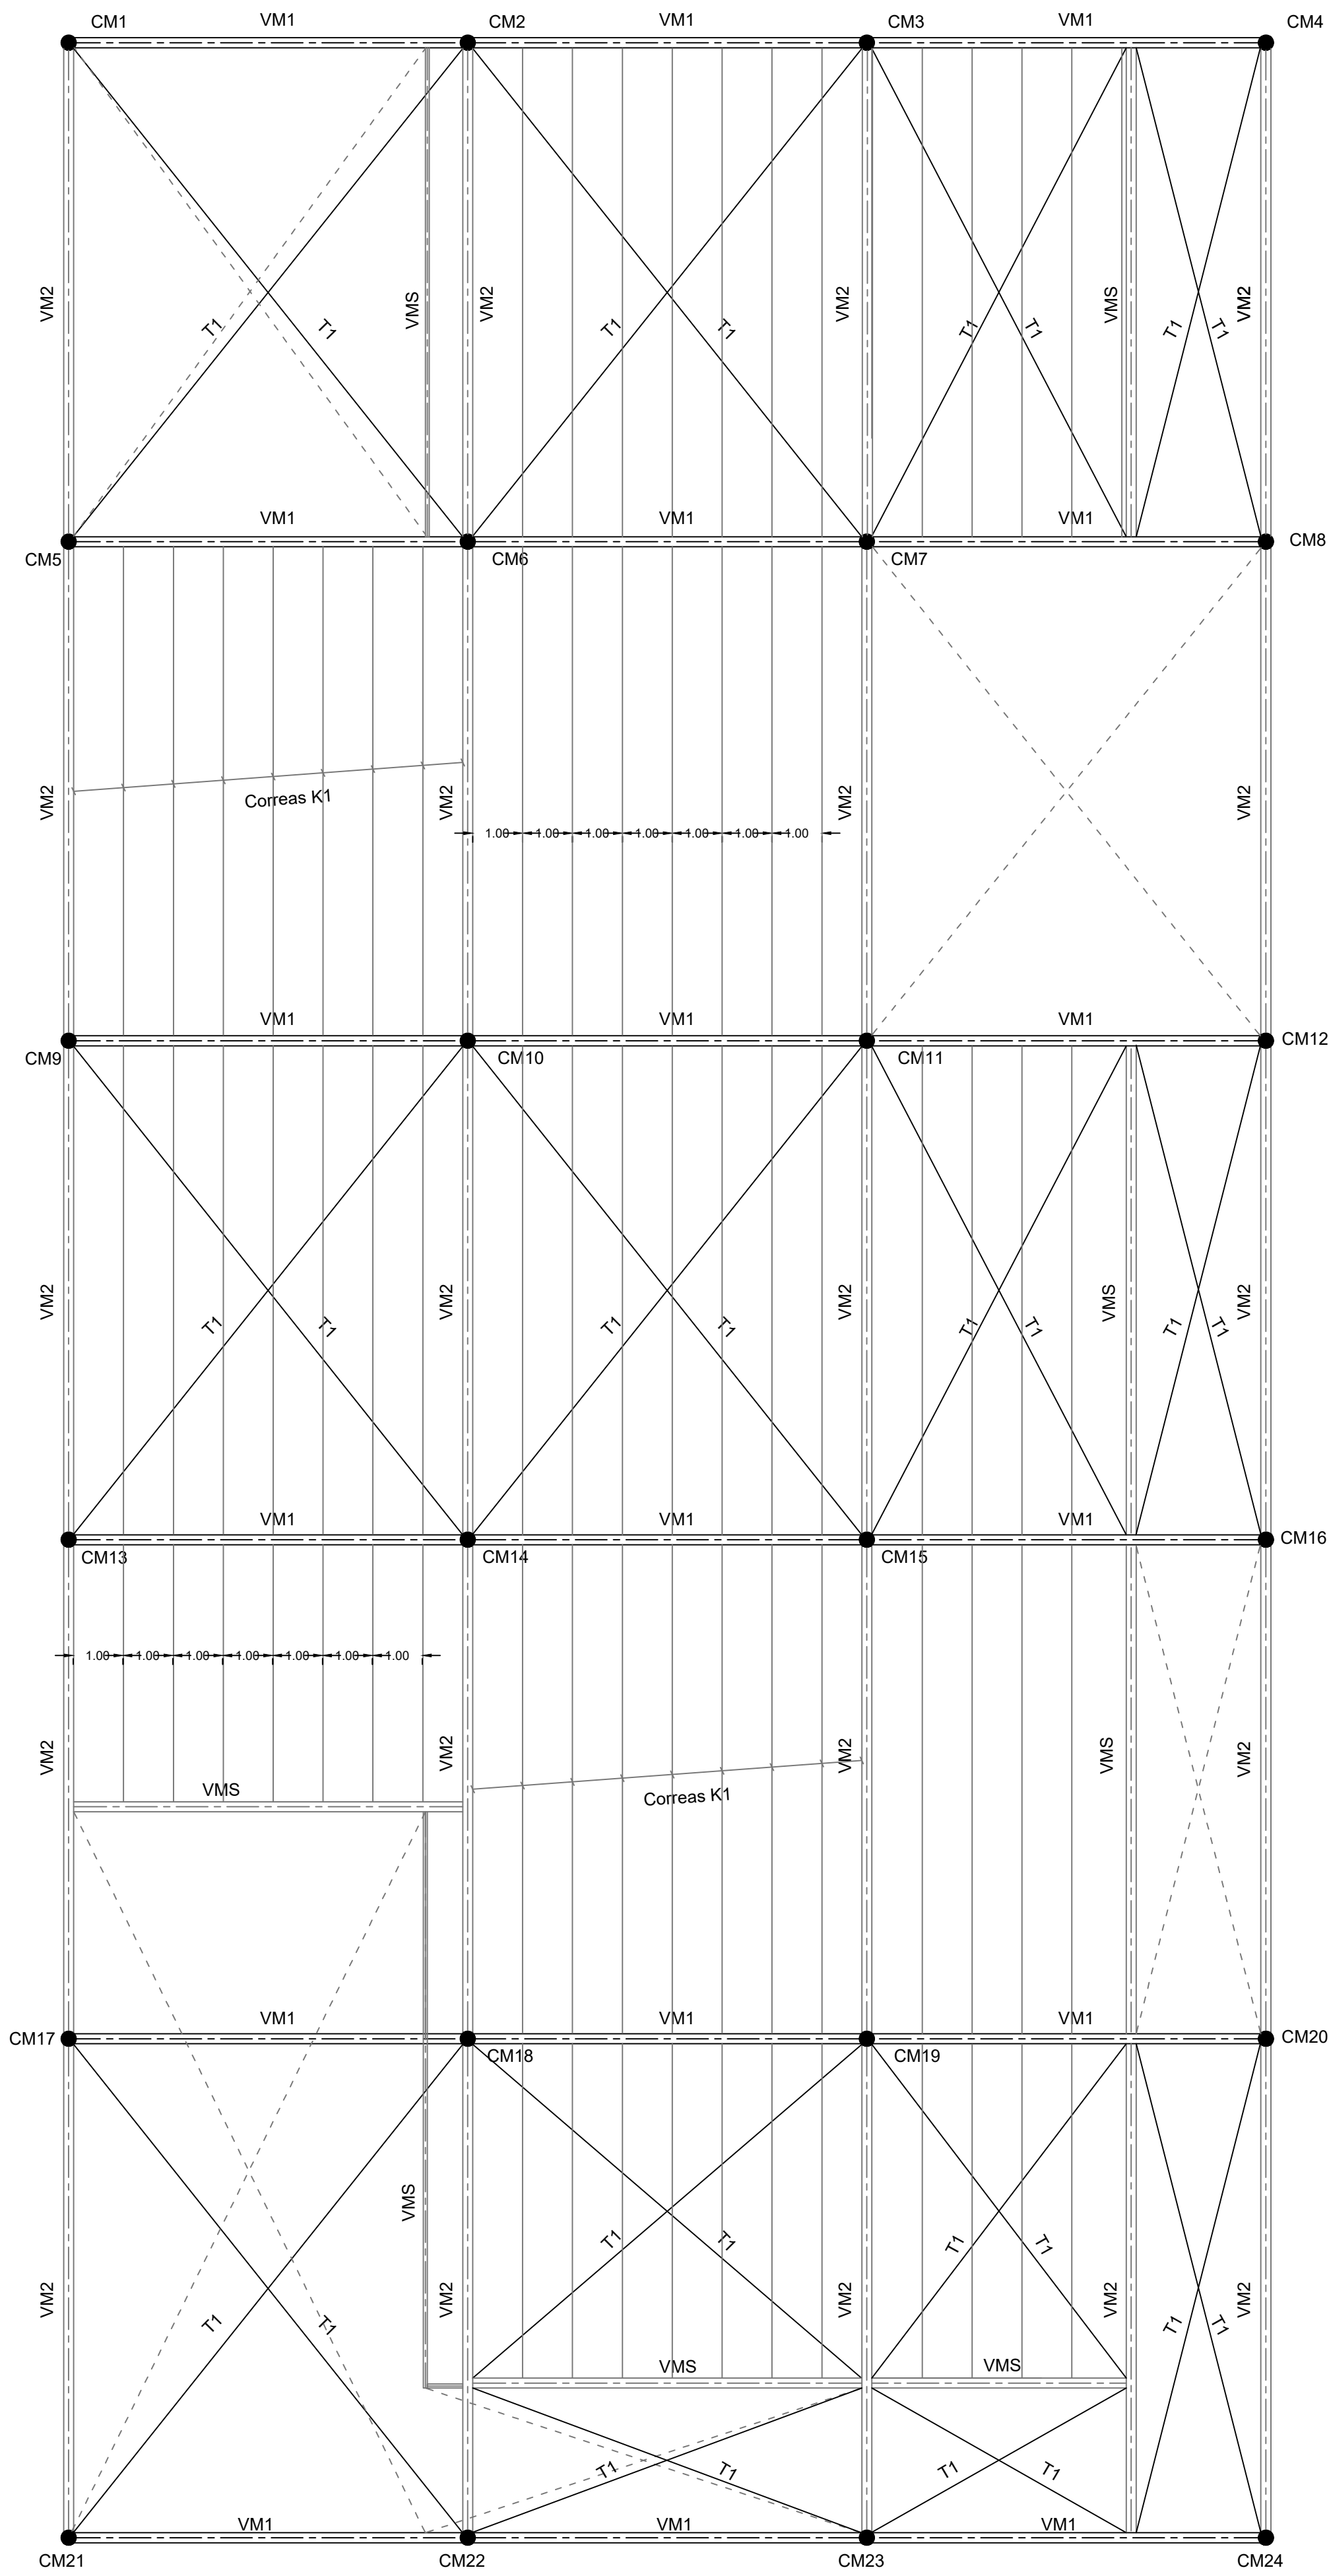 CM1 VM1 CM2 VM1 CM3 VM1 CM4
VM2 VMS VM2 VM2 VMS VM2
T1 T1 T1 T1 T1 T1 T1 T1
VM1 VM1 VM1
CM5 CM6 CM7 CM8
VM2 Correas K1 VM2 VM2 VM2
1.00 1.00 1.00 1.00 1.00 1.00 1.00
VM1 VM1 VM1
CM9 CM10 CM11 CM12
VM2 VM2 VM2 VMS VM2
T1 T1 T1 T1 T1 T1 T1 T1
VM1 VM1 VM1
CM13 CM14 CM15 CM16
1.00 1.00 1.00 1.00 1.00 1.00 1.00
VM2 VM2 VM2 VMS VM2
VMS Correas K1
VM1 VM1 VM1
CM17 CM18 CM19 CM20
VMS
T1 T1 T1 T1
VM2 VM2 VM2 VM2 VM2
T1 T1 T1 T1
VMS VMS
T1 T1 T1 T1
VM1 VM1 VM1
CM21 CM22 CM23 CM24